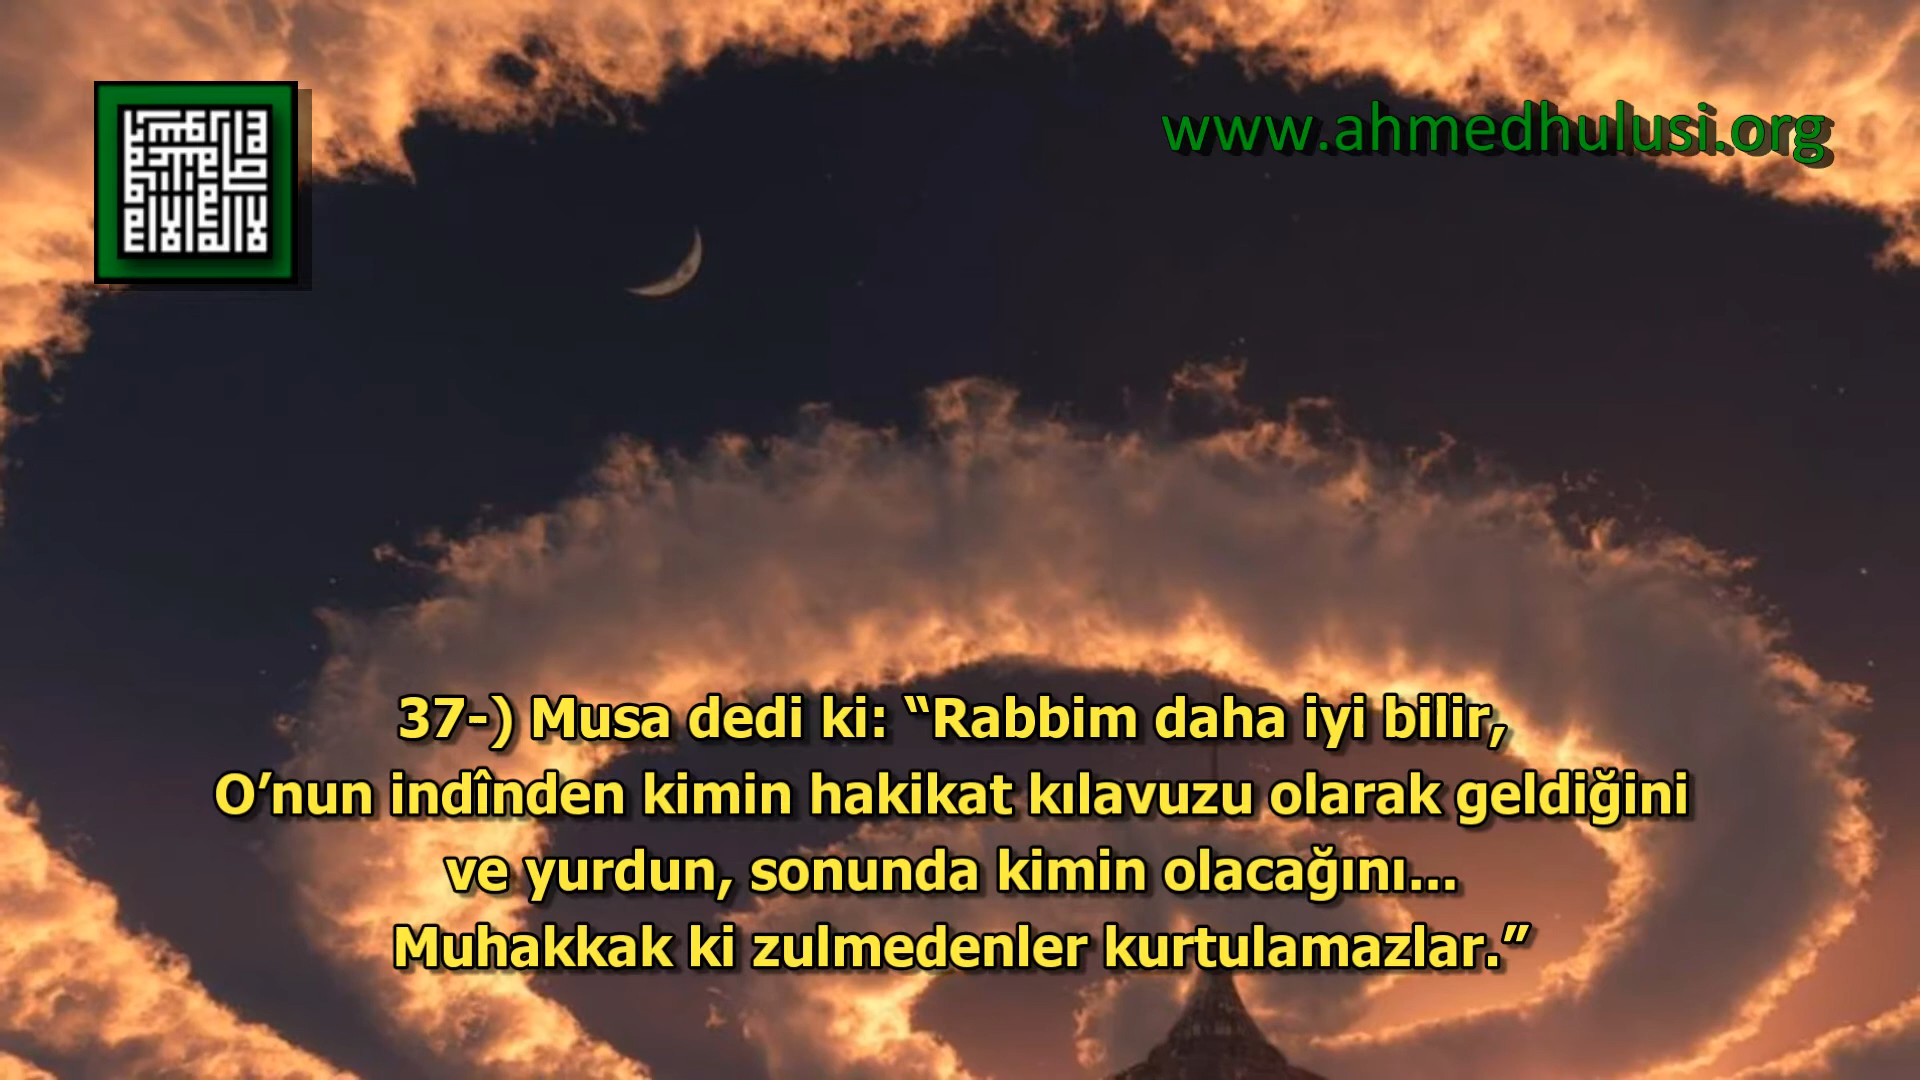 www.ahmedhulusi.org
37-) Musa dedi ki: “Rabbim daha iyi bilir,
O’nun indînden kimin hakikat kılavuzu olarak geldiğini
ve yurdun, sonunda kimin olacağını...
Muhakkak ki zulmedenler kurtulamazlar.”